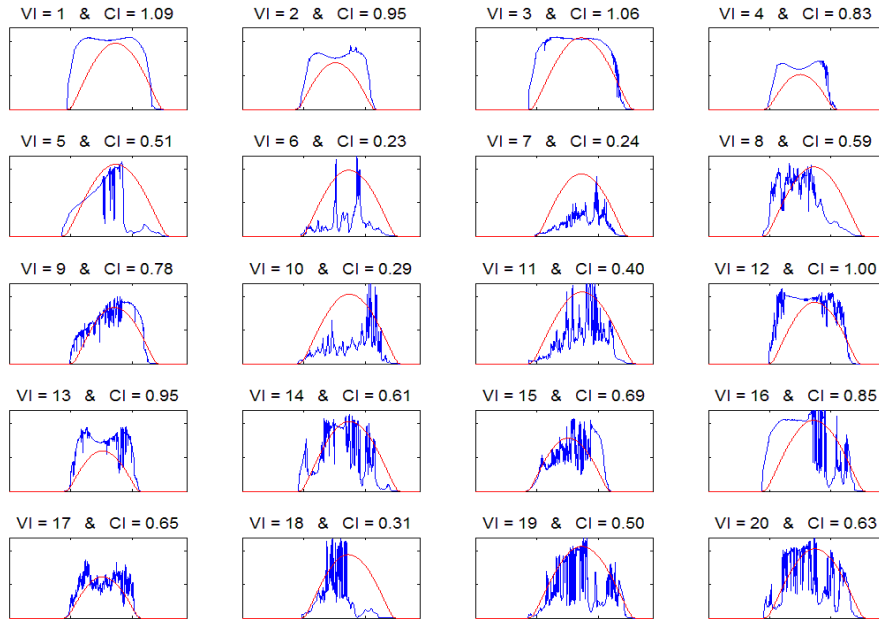 VI = 1 & CI = 1.09
VI = 2 & CI = 0.95
VI = 3 & CI = 1.06
VI = 4 & CI = 0.83
VI = 5 & CI = 0.51
VI = 6 & CI = 0.23
VI = 7 & CI = 0.24
VI = 8 & CI = 0.59
VI = 9 & CI = 0.78
VI = 10 & CI = 0.29
VI = 11 & CI = 0.40
VI = 12 & CI = 1.00
VI = 13 & CI = 0.95
VI = 14 & CI = 0.61
VI = 15 & CI = 0.69
VI = 16 & CI = 0.85
VI = 17 & CI = 0.65
VI = 18 & CI = 0.31
VI = 19 & CI = 0.50
VI = 20 & CI = 0.63